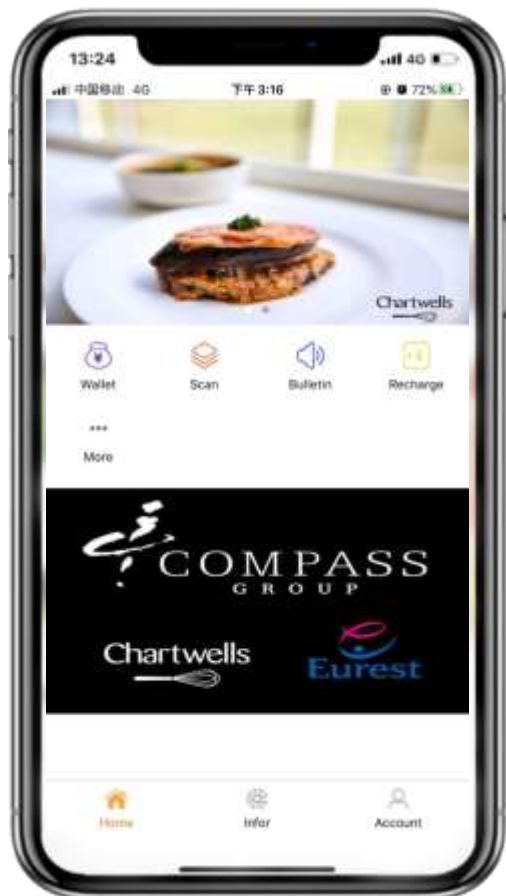 13:24
4G
中国移动 4G 下午 3:16 72%
Chartwells
Wallet Scan Bulletin Recharge
More
COMPASS
GROUP
Chartwells
Eurest
Home Infor Account